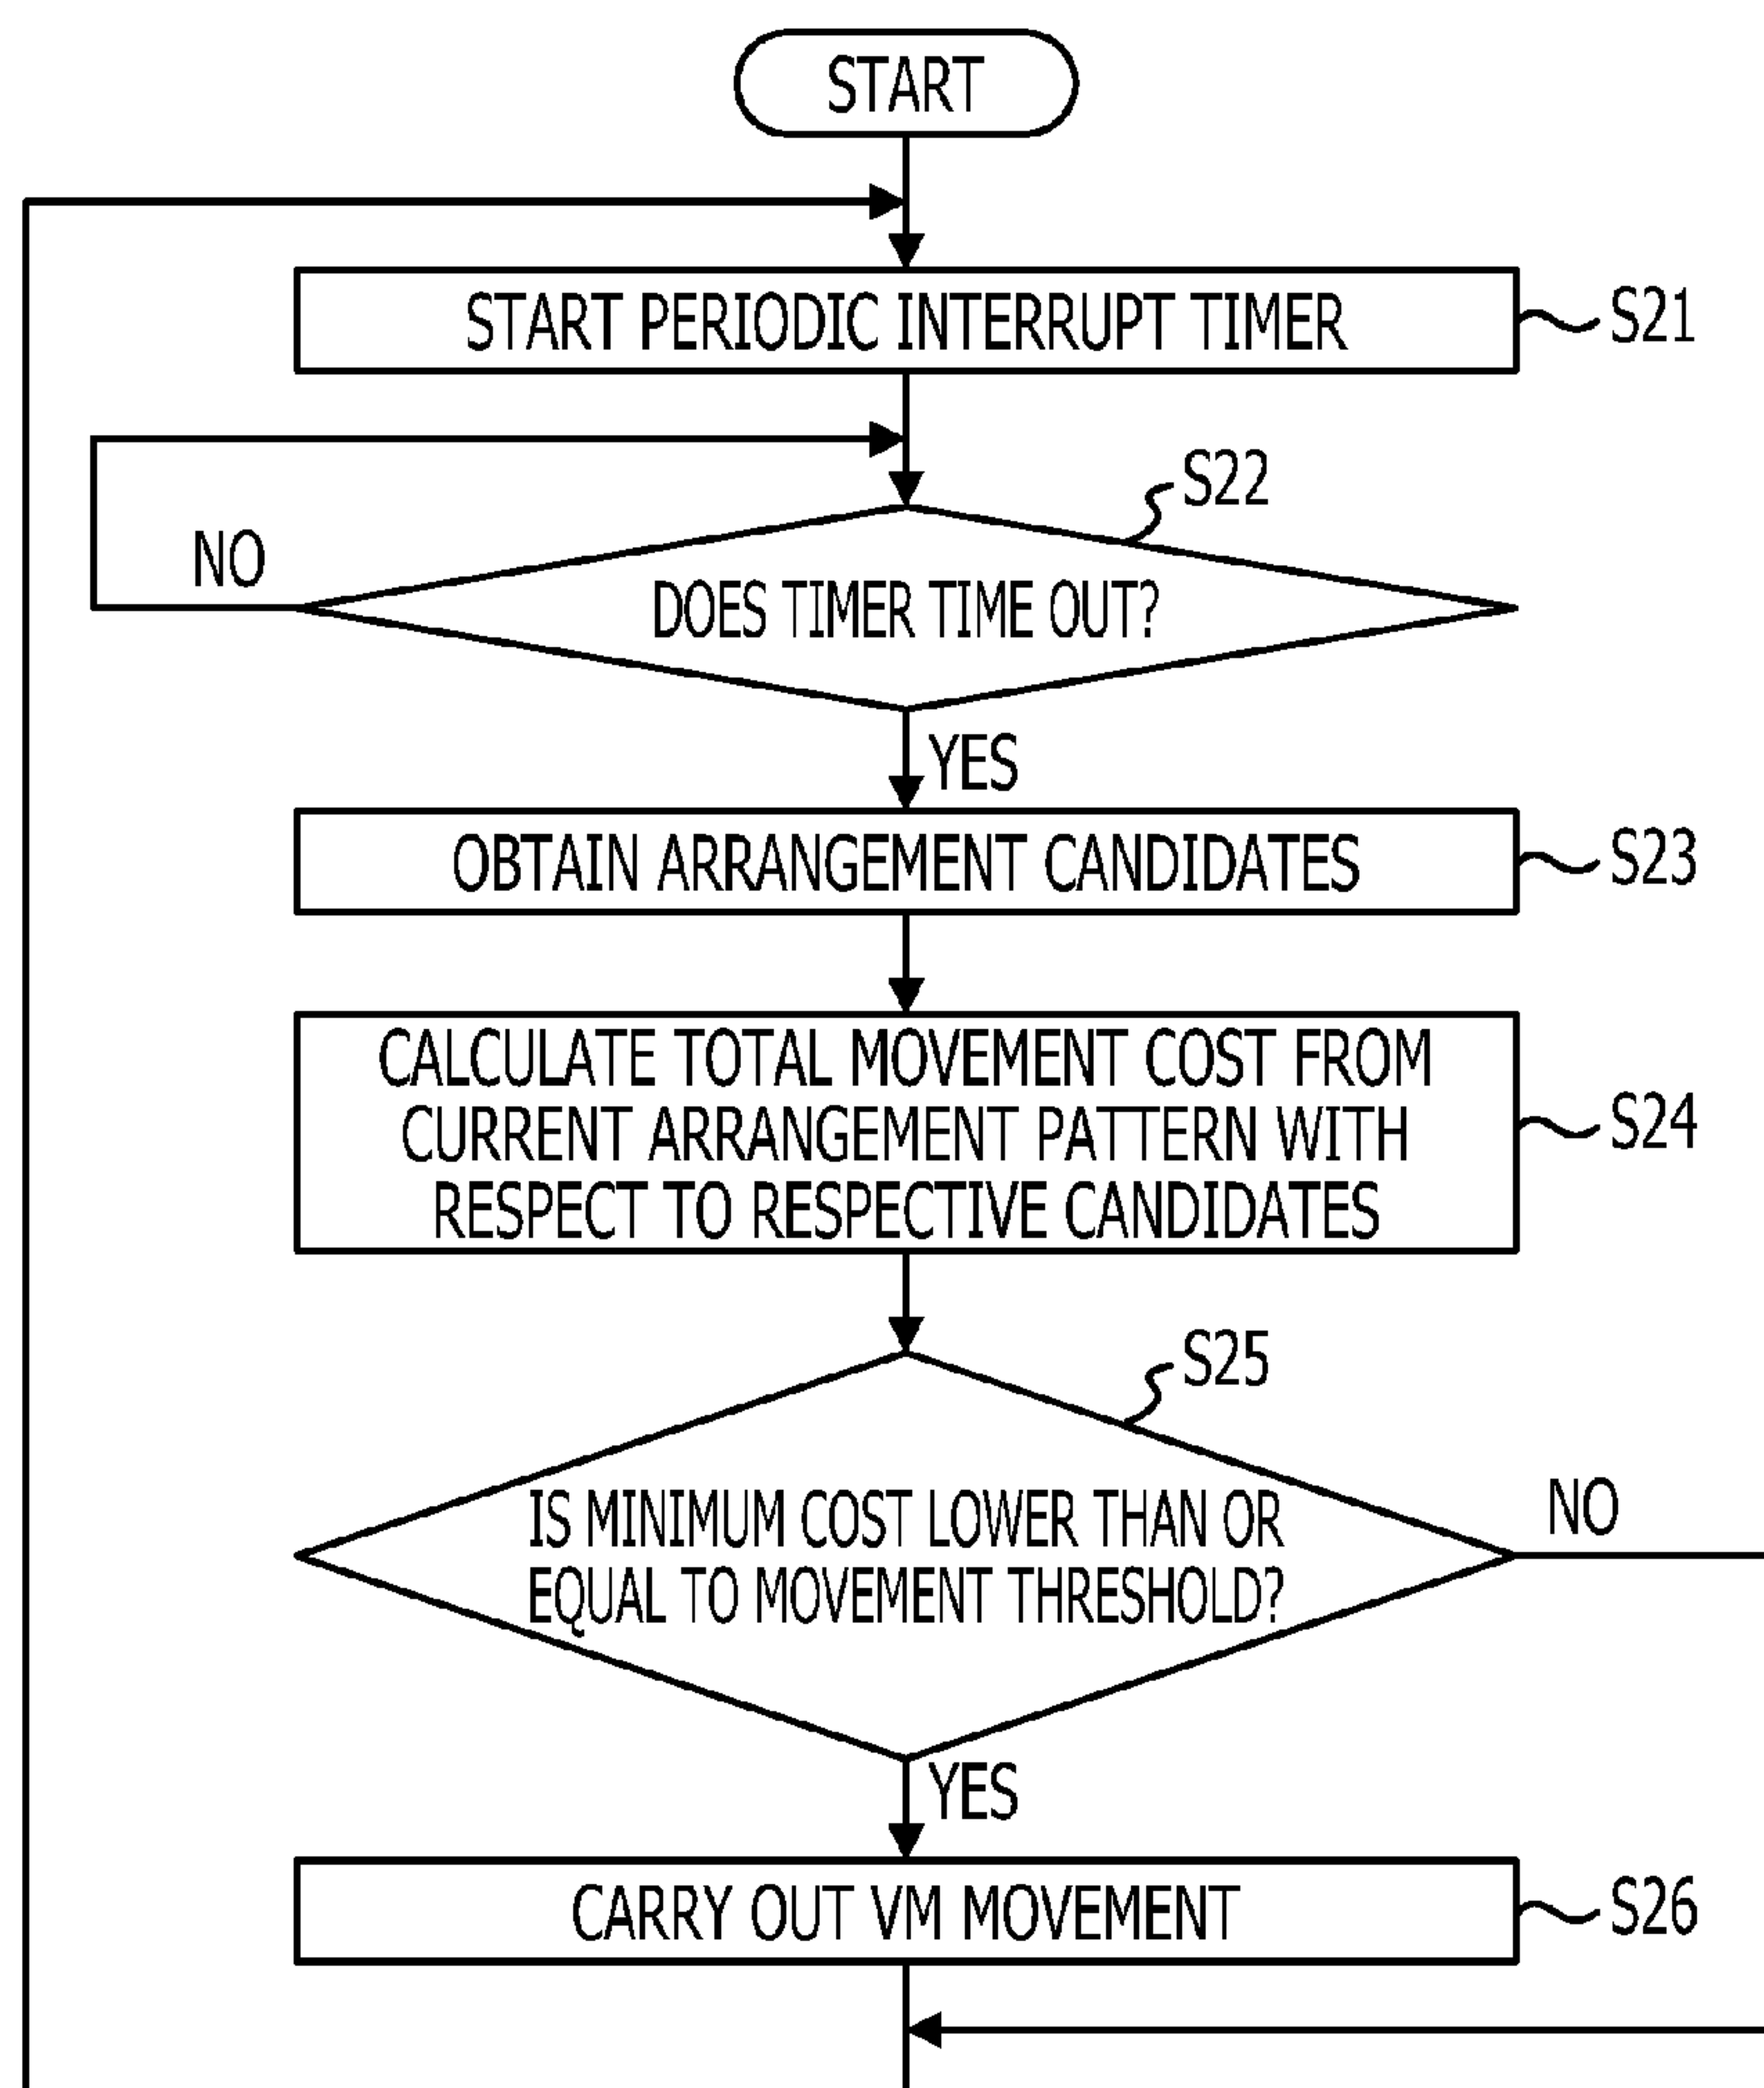 START
START PERIODIC INTERRUPT TIMER
S21
S22
NO
DOES TIMER TIME OUT?
YES
OBTAIN ARRANGEMENT CANDIDATES
S23
CALCULATE TOTAL MOVEMENT COST FROM
CURRENT ARRANGEMENT PATTERN WITH
RESPECT TO RESPECTIVE CANDIDATES
S24
S25
IS MINIMUM COST LOWER THAN OR
EQUAL TO MOVEMENT THRESHOLD?
NO
YES
CARRY OUT VM MOVEMENT
S26